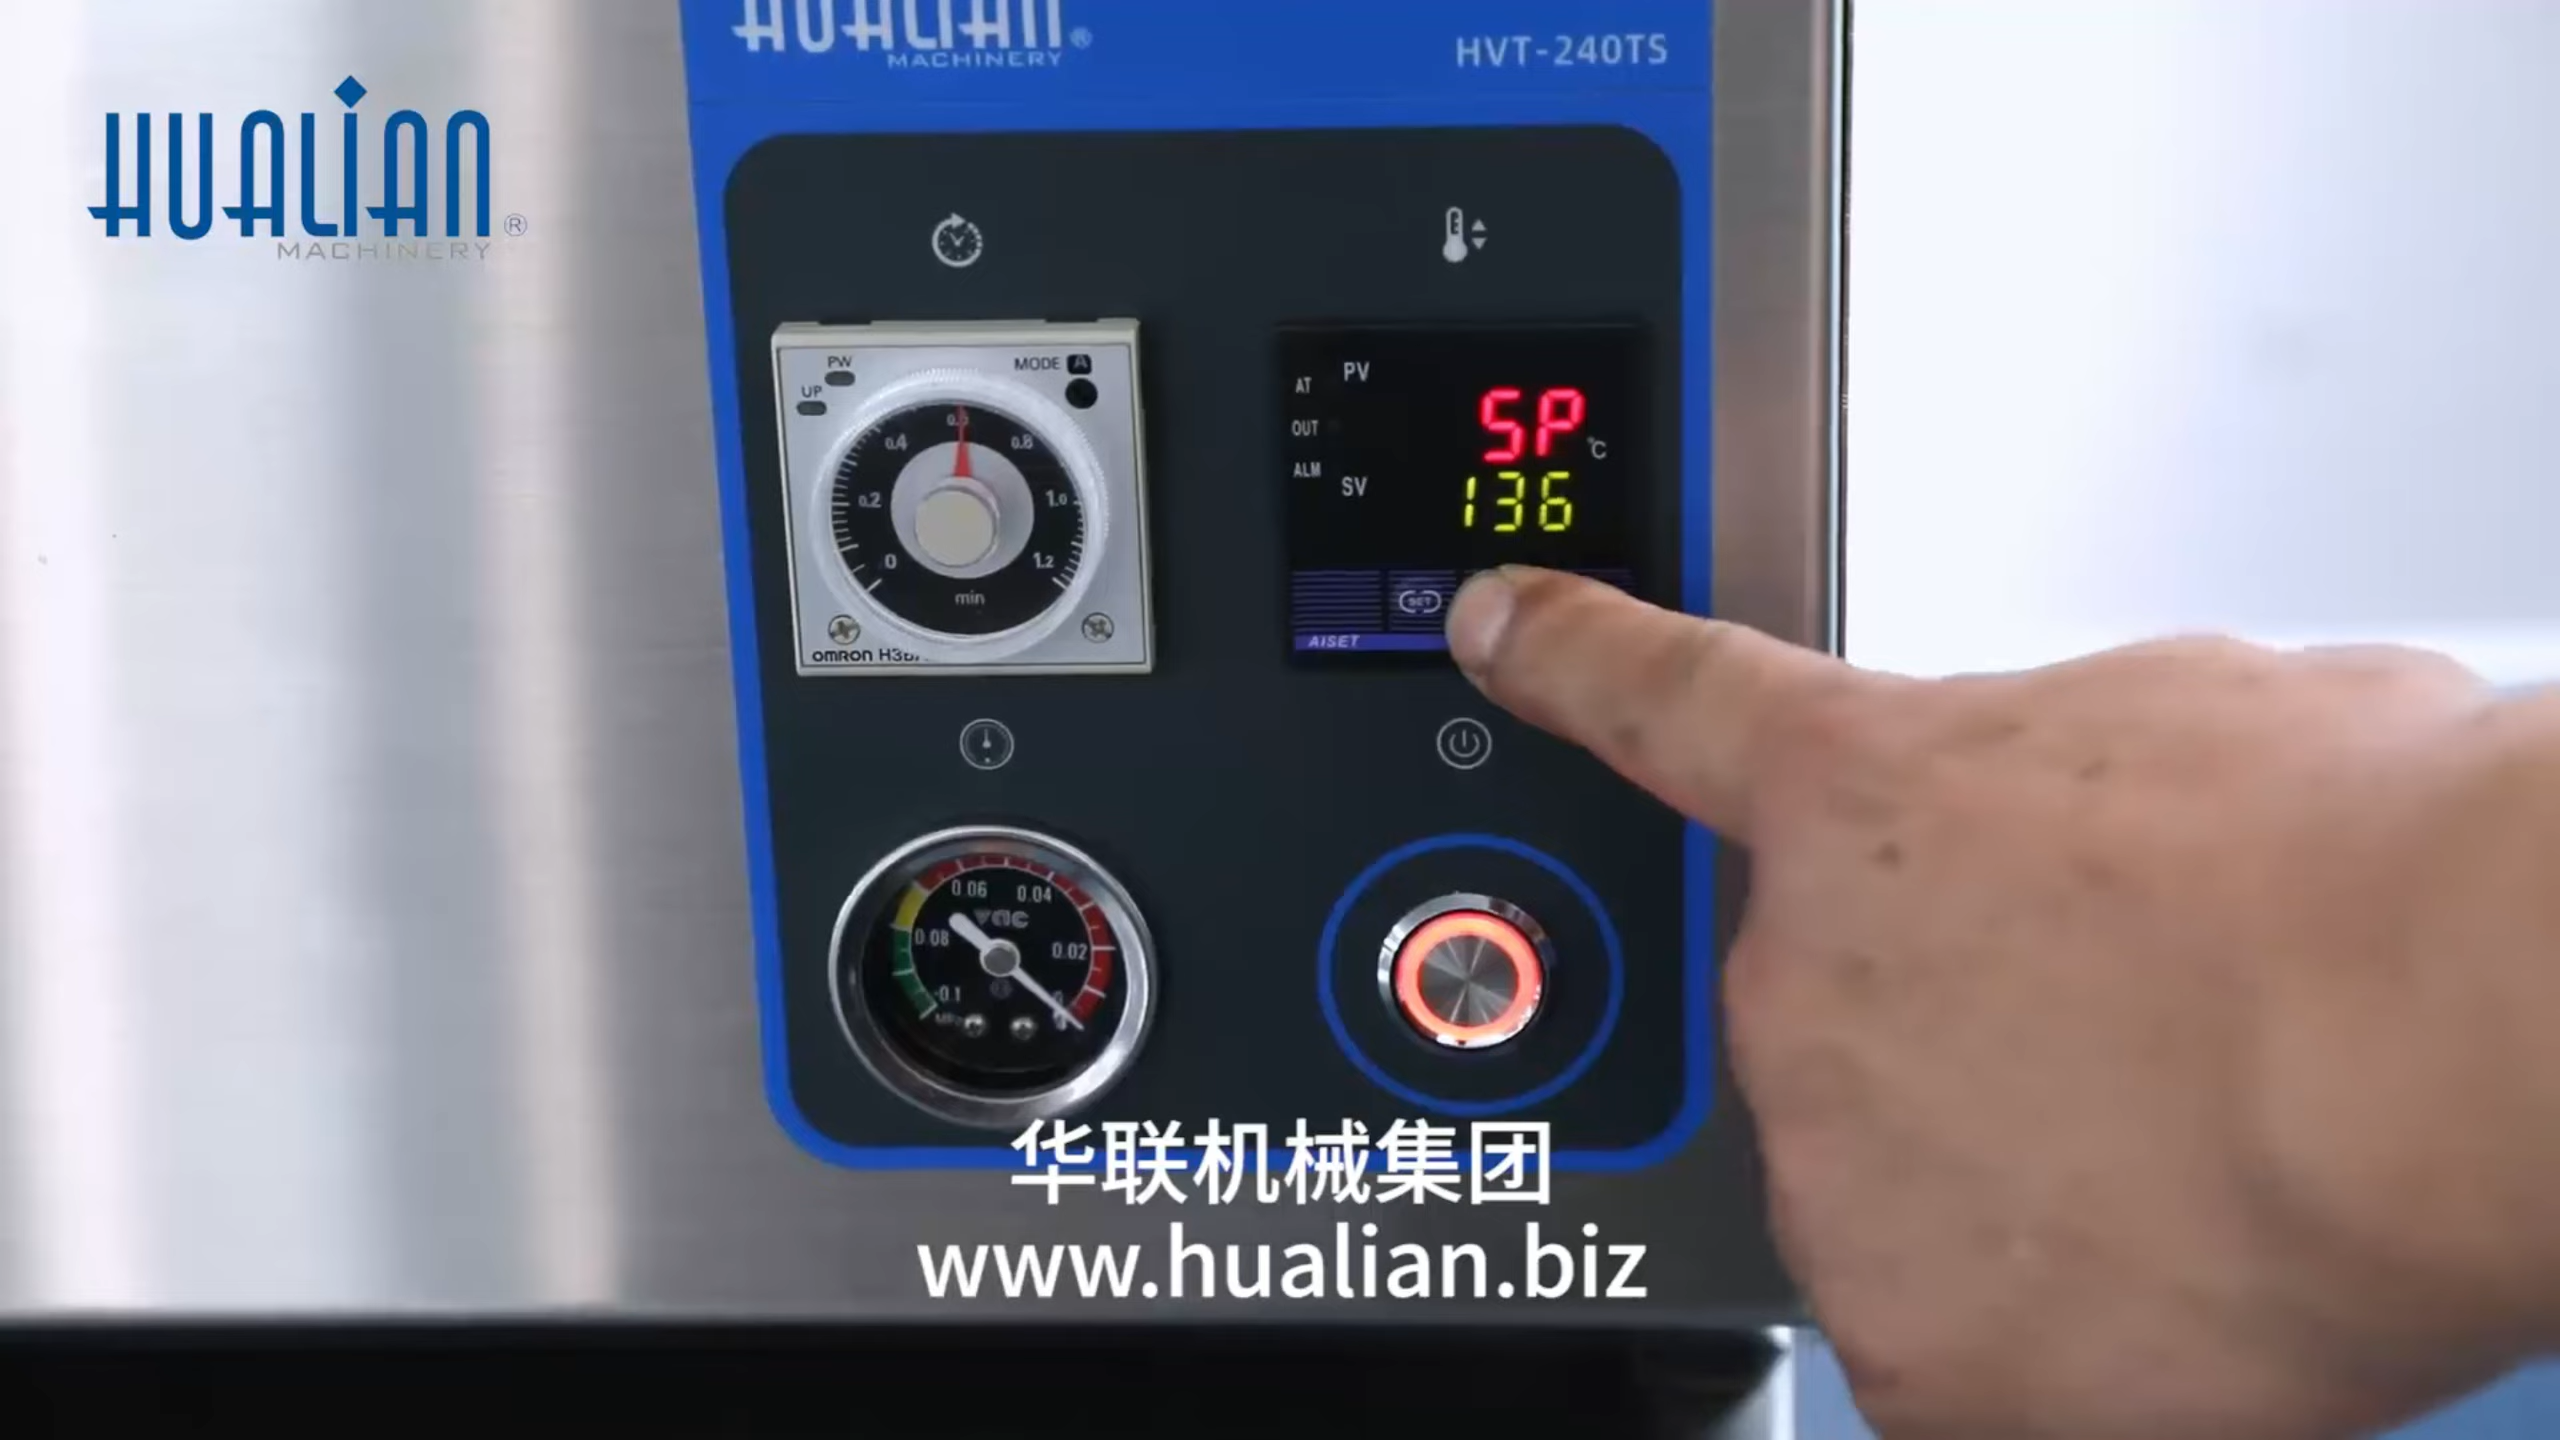 HUALIAN®
MACHINERY
HVT-240TS
HUALIAN®
MACHINERY
PW
UP
MODE A
0 0.2 0.4 0.6 0.8 1.0 1.2
min
OMRON
AT
OUT
ALM
PV
SP
°C
SV
136
SET
AISET
0.06 0.04
vac
0.08 0.02
-0.1 0
MPa
华联机械集团
www.hualian.biz